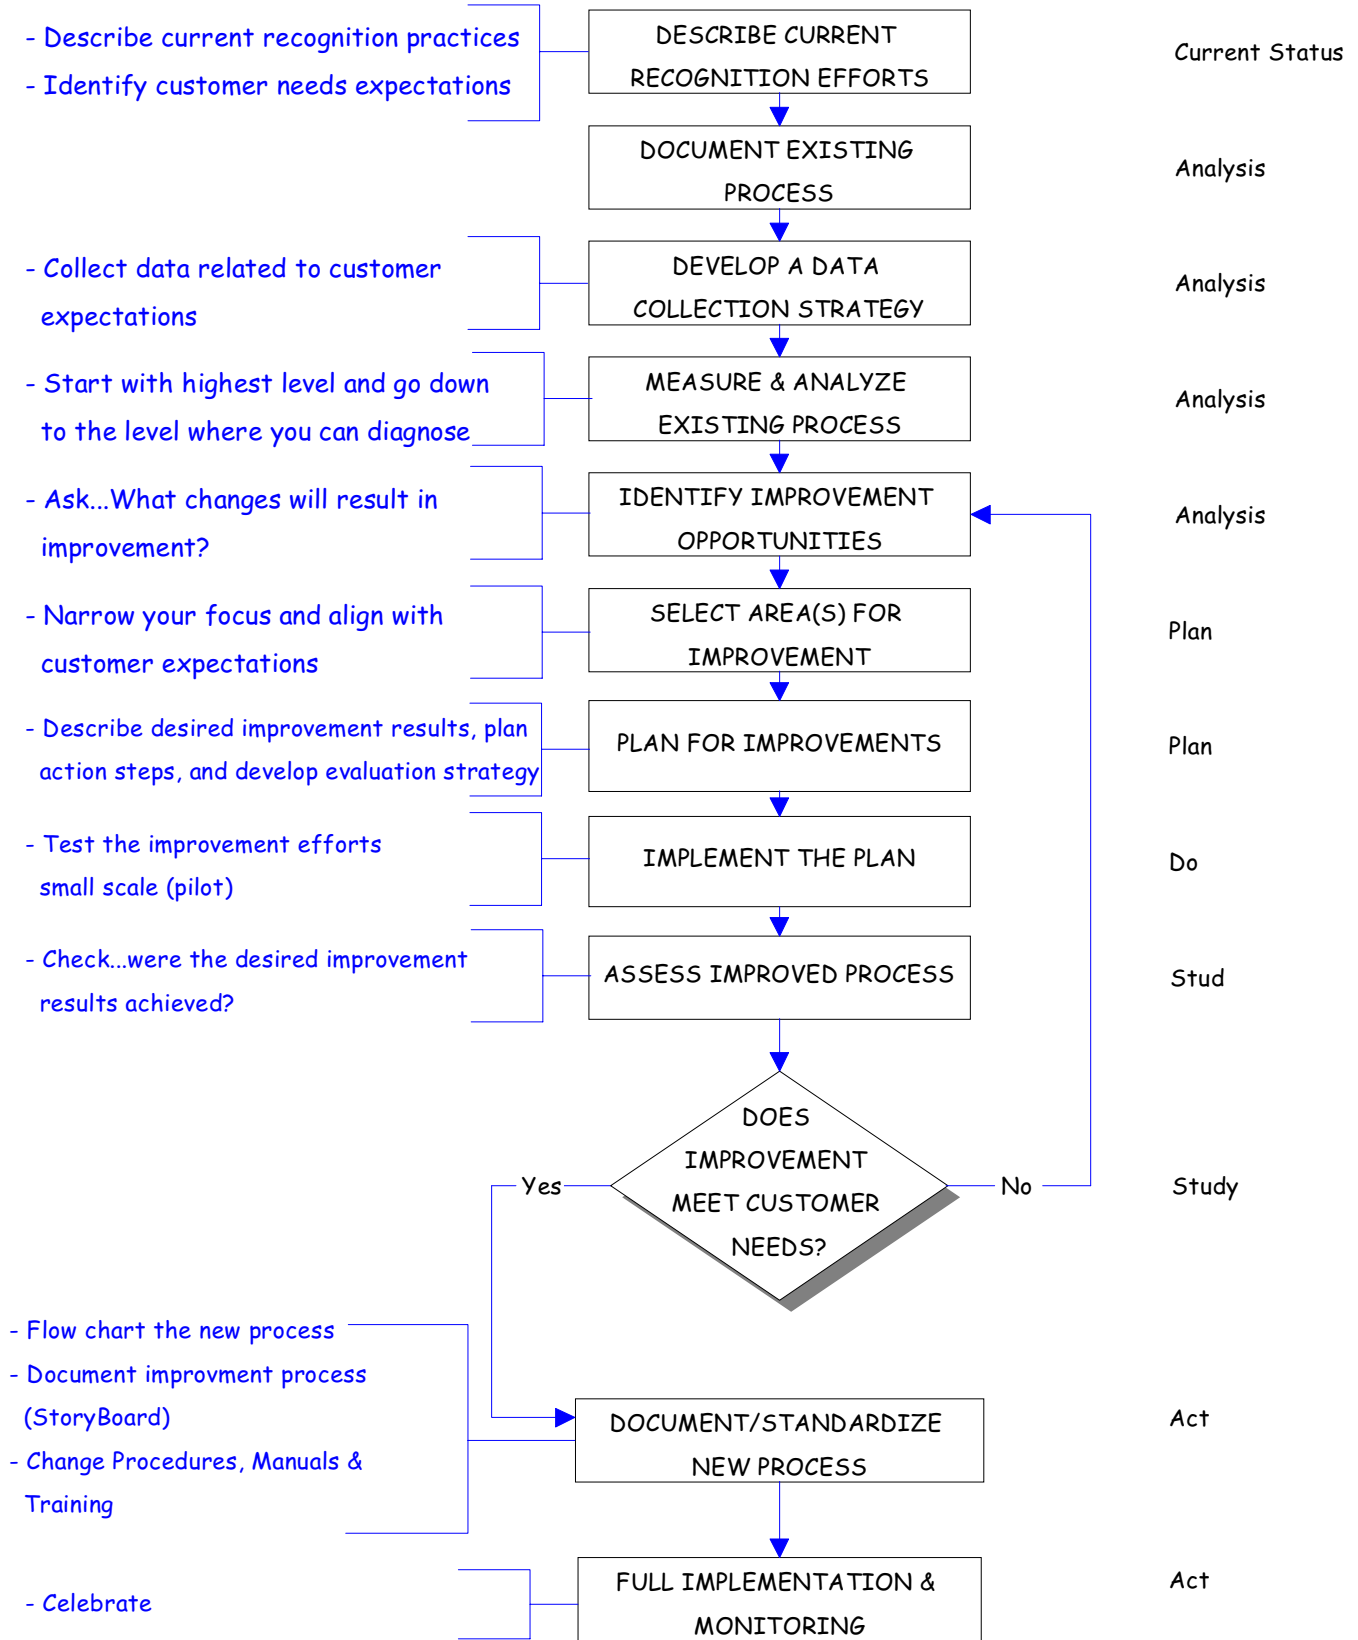 - Describe current recognition practices
- Identify customer needs expectations
DESCRIBE CURRENT
RECOGNITION EFFORTS
Current Status
DOCUMENT EXISTING
PROCESS
Analysis
- Collect data related to customer
expectations
DEVELOP A DATA
COLLECTION STRATEGY
Analysis
- Start with highest level and go down
to the level where you can diagnose
MEASURE & ANALYZE
EXISTING PROCESS
Analysis
- Ask...What changes will result in
improvement?
IDENTIFY IMPROVEMENT
OPPORTUNITIES
Analysis
- Narrow your focus and align with
customer expectations
SELECT AREA(S) FOR
IMPROVEMENT
Plan
- Describe desired improvement results, plan
action steps, and develop evaluation strategy
PLAN FOR IMPROVEMENTS
Plan
- Test the improvement efforts
small scale (pilot)
IMPLEMENT THE PLAN
Do
- Check...were the desired improvement
results achieved?
ASSESS IMPROVED PROCESS
Stud
DOES
IMPROVEMENT
MEET CUSTOMER
NEEDS?
Yes
No
Study
- Flow chart the new process
- Document improvment process
(StoryBoard)
- Change Procedures, Manuals &
Training
DOCUMENT/STANDARDIZE
NEW PROCESS
Act
- Celebrate
FULL IMPLEMENTATION &
MONITORING
Act